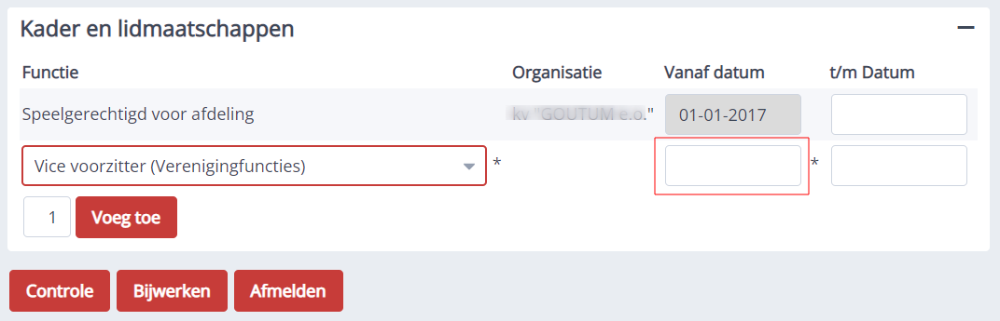 Kader en lidmaatschappen
Functie Organisatie Vanaf datum t/m Datum
Speelgerechtigd voor afdeling kv "GOUTUM e.o." 01-01-2017
Vice voorzitter (Verenigingfuncties) * *
1 Voeg toe
Controle Bijwerken Afmelden